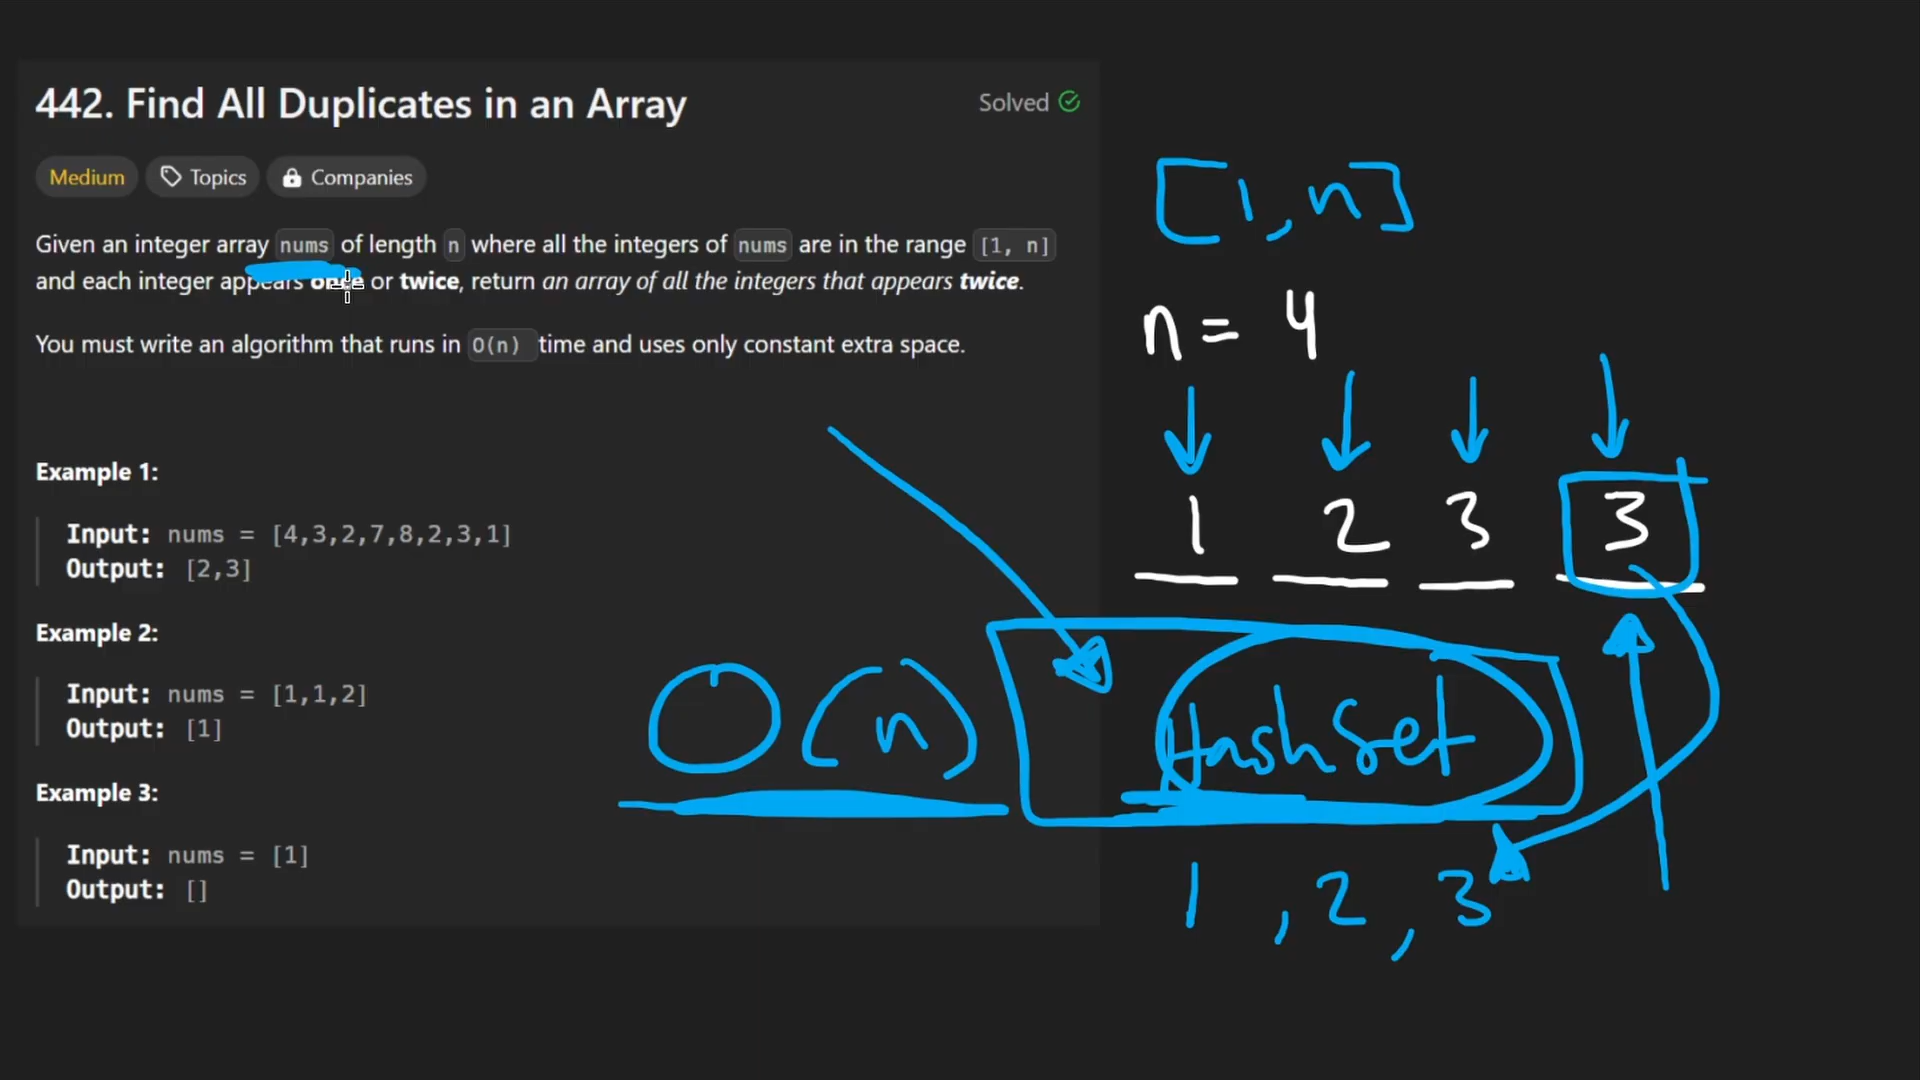 442. Find All Duplicates in an Array
Solved
Medium
Topics
Companies
Given an integer array nums of length n where all the integers of nums are in the range [1, n]
and each integer appears once or twice, return an array of all the integers that appears twice.
You must write an algorithm that runs in O(n) time and uses only constant extra space.
Example 1:
Input: nums = [4,3,2,7,8,2,3,1]
Output: [2,3]
Example 2:
Input: nums = [1,1,2]
Output: [1]
Example 3:
Input: nums = [1]
Output: []
[1,n]
n = 4
1 2 3 3
O(n) HashSet
1 , 2 , 3